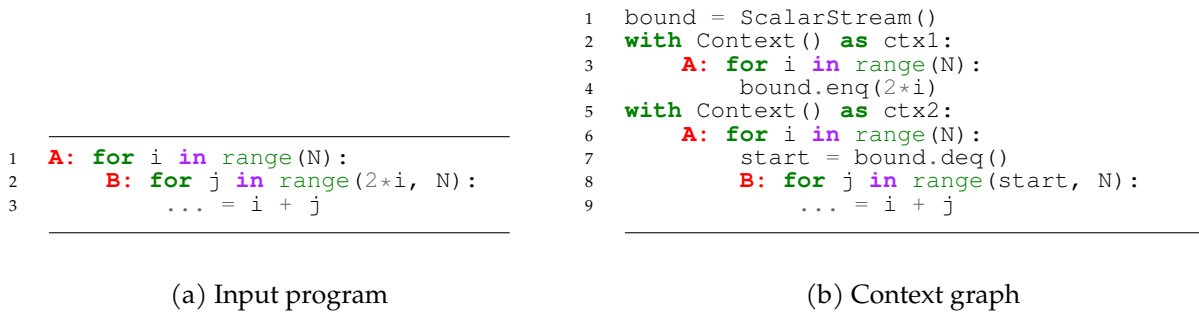 1 A: for i in range(N):
2     B: for j in range(2*i, N):
3         ... = i + j
(a) Input program
1 bound = ScalarStream()
2 with Context() as ctx1:
3     A: for i in range(N):
4         bound.enq(2*i)
5 with Context() as ctx2:
6     A: for i in range(N):
7         start = bound.deq()
8         B: for j in range(start, N):
9             ... = i + j
(b) Context graph